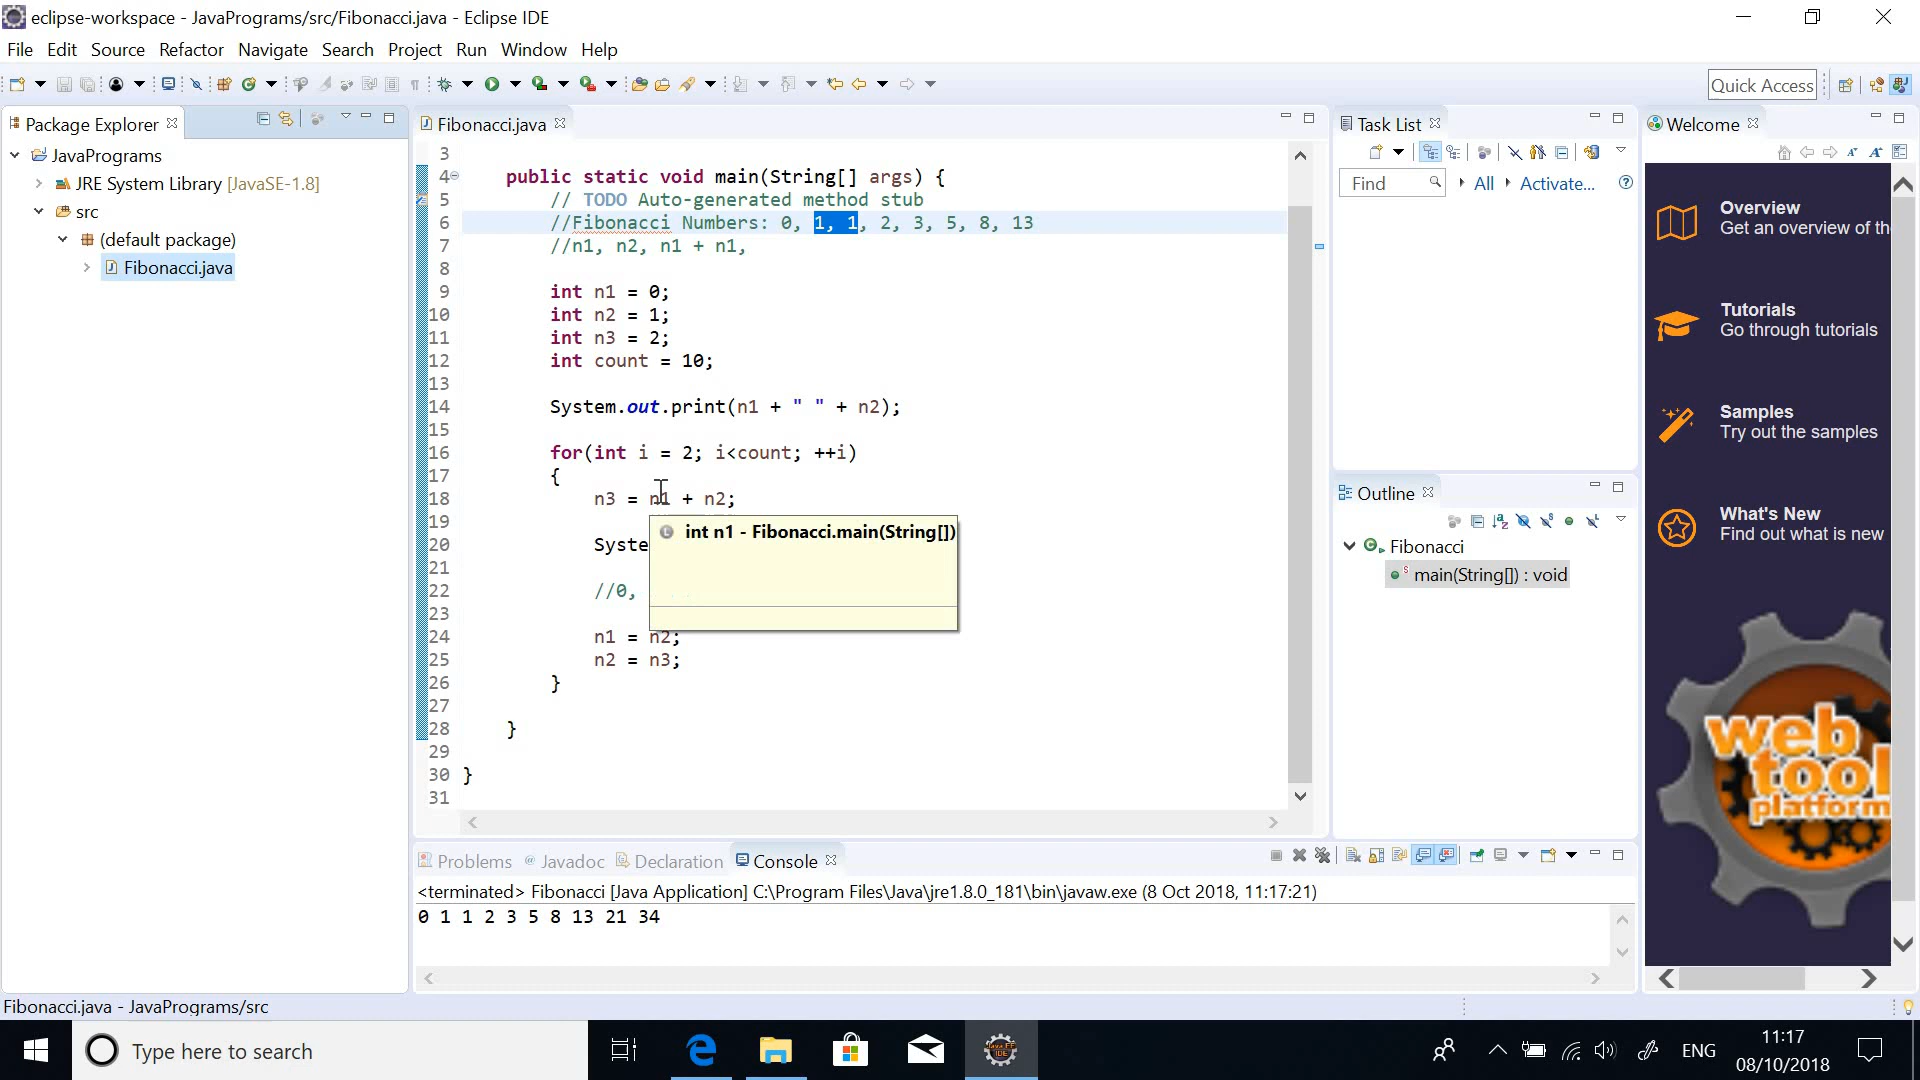 eclipse-workspace - JavaPrograms/src/Fibonacci.java - Eclipse IDE
File Edit Source Refactor Navigate Search Project Run Window Help
Quick Access
Package Explorer
JavaPrograms
JRE System Library [JavaSE-1.8]
src
(default package)
Fibonacci.java
Fibonacci.java
3
4 public static void main(String[] args) {
5 // TODO Auto-generated method stub
6 //Fibonacci Numbers: 0, 1, 1, 2, 3, 5, 8, 13
7 //n1, n2, n1 + n1,
8
9 int n1 = 0;
10 int n2 = 1;
11 int n3 = 2;
12 int count = 10;
13
14 System.out.print(n1 + " " + n2);
15
16 for(int i = 2; i<count; ++i)
17 {
18 n3 = n1 + n2;
19
20 Syste
int n1 - Fibonacci.main(String[])
21
22 //0,
23
24 n1 = n2;
25 n2 = n3;
26 }
27
28 }
29
30 }
31
Task List
Find
All
Activate...
Outline
Fibonacci
main(String[]) : void
Welcome
Overview
Get an overview of th
Tutorials
Go through tutorials
Samples
Try out the samples
What's New
Find out what is new
web
tool
platform
Problems @ Javadoc Declaration Console
<terminated> Fibonacci [Java Application] C:\Program Files\Java\jre1.8.0_181\bin\javaw.exe (8 Oct 2018, 11:17:21)
0 1 1 2 3 5 8 13 21 34
Fibonacci.java - JavaPrograms/src
Type here to search
Java EE
IDE
ENG
11:17
08/10/2018